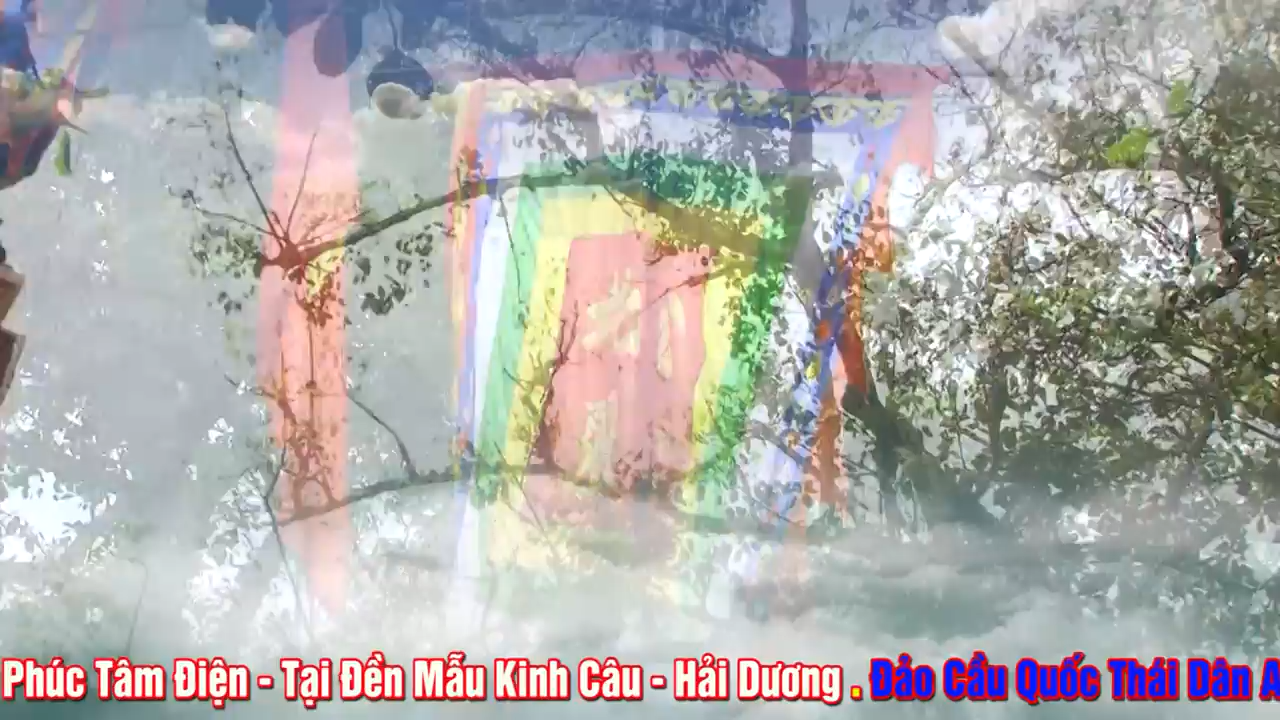 Phúc Tâm Điện - Tại Đền Mẫu Kinh Câu - Hải Dương . Đảo Cầu Quốc Thái Dân A